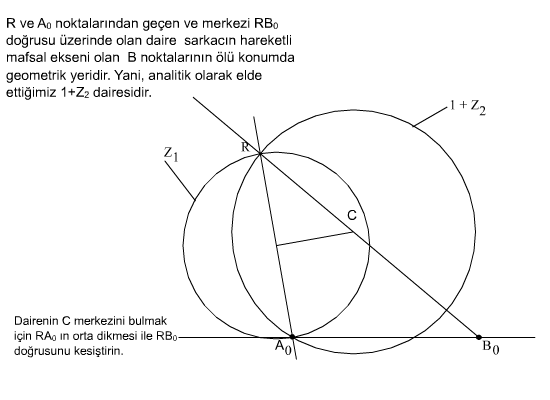 R ve A₀ noktalarından geçen ve merkezi RB₀
doğrusu üzerinde olan daire sarkacın hareketli
mafsal ekseni olan B noktalarının ölü konumda
geometrik yeridir. Yani, analitik olarak elde
ettiğimiz 1+Z₂ dairesidir.
1 + Z₂
R
Z₁
C
Dairenin C merkezini bulmak
için RA₀ ın orta dikmesi ile RB₀
doğrusunu kesiştirin.
A₀
B₀